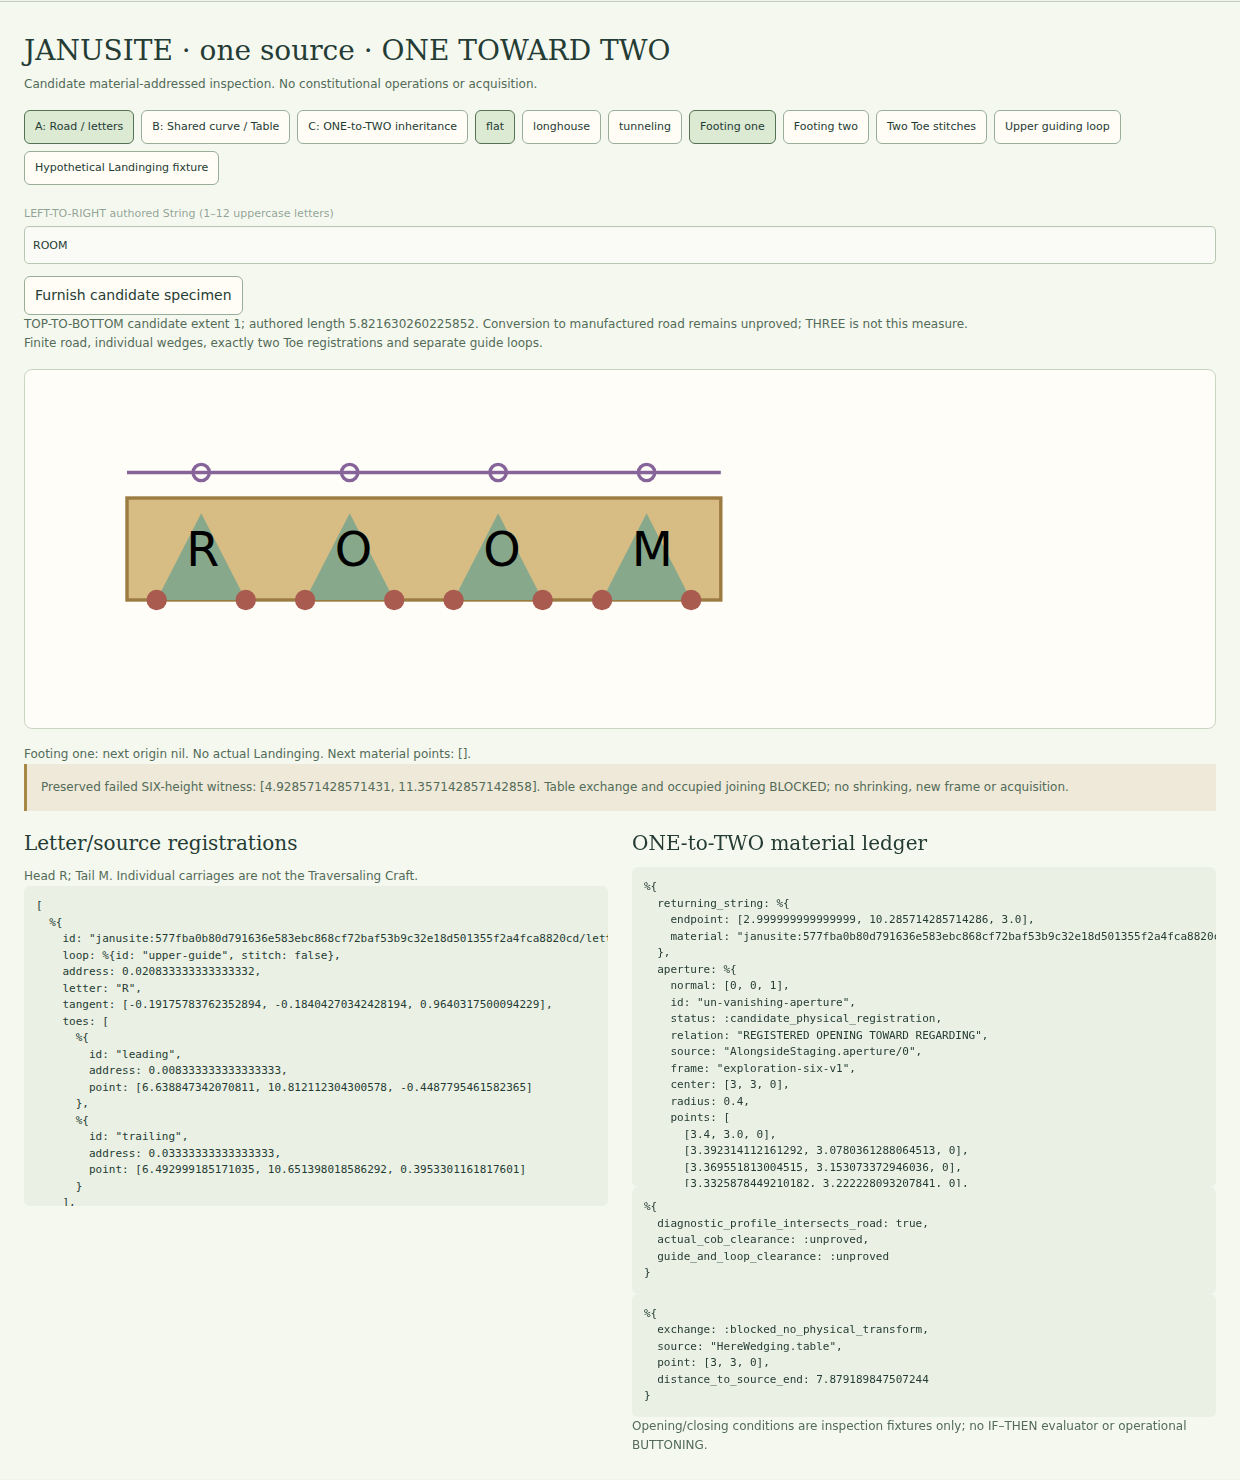 JANUSITE · one source · ONE TOWARD TWO
Candidate material-addressed inspection. No constitutional operations or acquisition.
A: Road / letters
B: Shared curve / Table
C: ONE-to-TWO inheritance
flat
longhouse
tunneling
Footing one
Footing two
Two Toe stitches
Upper guiding loop
Hypothetical Landinging fixture
LEFT-TO-RIGHT authored String (1–12 uppercase letters)
ROOM
Furnish candidate specimen
TOP-TO-BOTTOM candidate extent 1; authored length 5.821630260225852. Conversion to manufactured road remains unproved; THREE is not this measure.
Finite road, individual wedges, exactly two Toe registrations and separate guide loops.
R O O M
Footing one: next origin nil. No actual Landinging. Next material points: [].
Preserved failed SIX-height witness: [4.928571428571431, 11.357142857142858]. Table exchange and occupied joining BLOCKED; no shrinking, new frame or acquisition.
Letter/source registrations
Head R; Tail M. Individual carriages are not the Traversaling Craft.
[
%{
id: "janusite:577fba0b80d791636e583ebc868cf72baf53b9c32e18d501355f2a4fca8820cd/lett
loop: %{id: "upper-guide", stitch: false},
address: 0.020833333333333332,
letter: "R",
tangent: [-0.19175783762352894, -0.18404270342428194, 0.9640317500094229],
toes: [
%{
id: "leading",
address: 0.008333333333333333,
point: [6.638847342070811, 10.812112304300578, -0.4487795461582365]
},
%{
id: "trailing",
address: 0.03333333333333333,
point: [6.492999185171035, 10.651398018586292, 0.3953301161817601]
}
],
ONE-to-TWO material ledger
%{
returning_string: %{
endpoint: [2.999999999999999, 10.285714285714286, 3.0],
material: "janusite:577fba0b80d791636e583ebc868cf72baf53b9c32e18d501355f2a4fca8820c
},
aperture: %{
normal: [0, 0, 1],
id: "un-vanishing-aperture",
status: :candidate_physical_registration,
relation: "REGISTERED OPENING TOWARD REGARDING",
source: "AlongsideStaging.aperture/0",
frame: "exploration-six-v1",
center: [3, 3, 0],
radius: 0.4,
points: [
[3.4, 3.0, 0],
[3.392314112161292, 3.0780361288064513, 0],
[3.369551813004515, 3.153073372946036, 0],
[3.3325878449210182, 3.222228093207841, 0],
%{
diagnostic_profile_intersects_road: true,
actual_cob_clearance: :unproved,
guide_and_loop_clearance: :unproved
}
%{
exchange: :blocked_no_physical_transform,
source: "HereWedging.table",
point: [3, 3, 0],
distance_to_source_end: 7.879189847507244
}
Opening/closing conditions are inspection fixtures only; no IF–THEN evaluator or operational
BUTTONING.